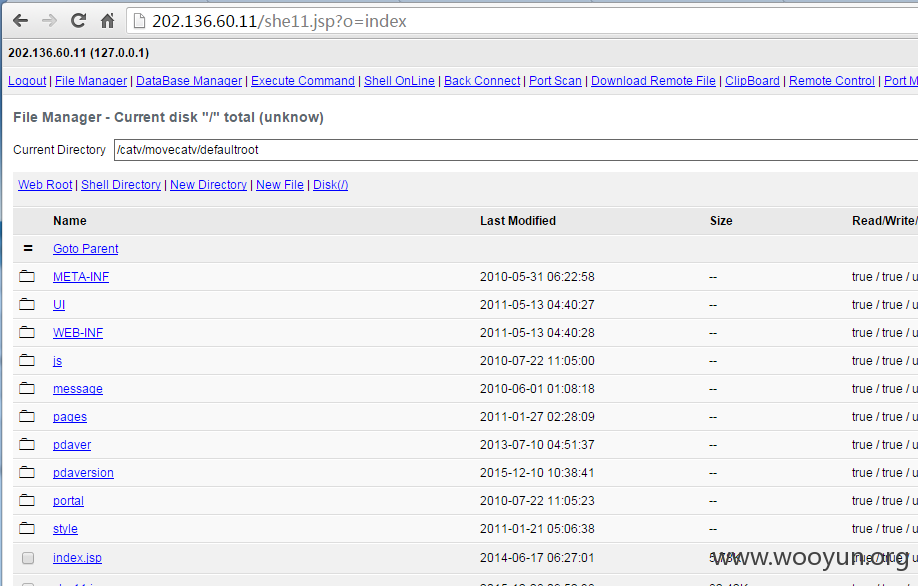 202.136.60.11/she11.jsp?o=index
202.136.60.11 (127.0.0.1)
Logout | File Manager | DataBase Manager | Execute Command | Shell OnLine | Back Connect | Port Scan | Download Remote File | ClipBoard | Remote Control | Port M
File Manager - Current disk "/" total (unknow)
Current Directory /catv/movecatv/defaultroot
Web Root | Shell Directory | New Directory | New File | Disk(/)
Name Last Modified Size Read/Write/
= Goto Parent
META-INF 2010-05-31 06:22:58 -- true / true / u
UI 2011-05-13 04:40:27 -- true / true / u
WEB-INF 2011-05-13 04:40:28 -- true / true / u
js 2010-07-22 11:05:00 -- true / true / u
message 2010-06-01 01:08:18 -- true / true / u
pages 2011-01-27 02:28:09 -- true / true / u
pdaver 2013-07-10 04:51:37 -- true / true / u
pdaversion 2015-12-10 10:38:41 -- true / true / u
portal 2010-07-22 11:05:23 -- true / true / u
style 2011-01-21 05:06:38 -- true / true / u
index.jsp 2014-06-17 06:27:01 true / true / u
www.wooyun.org